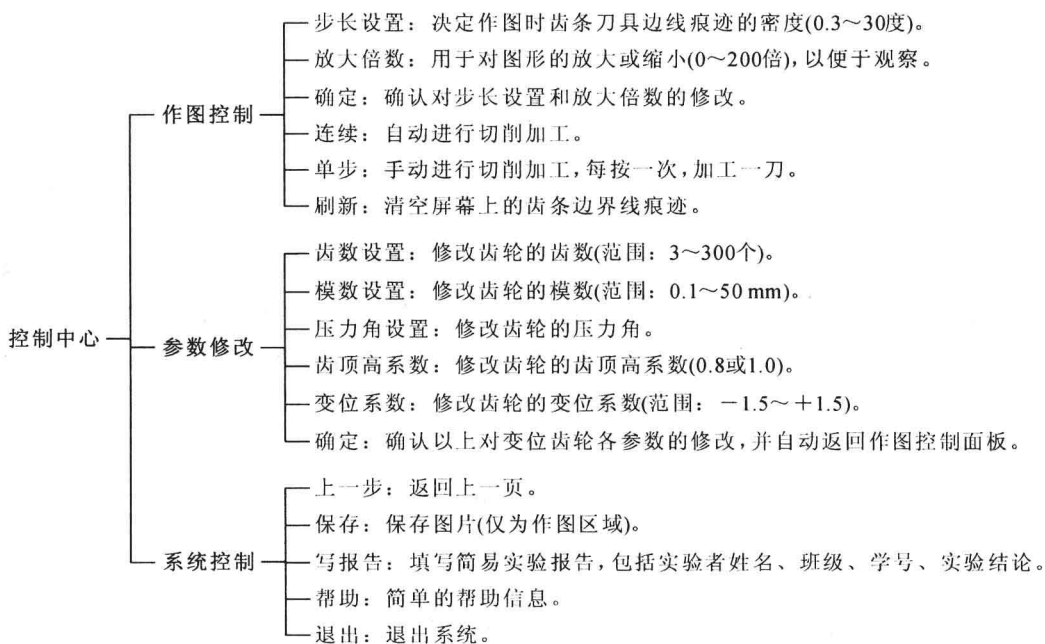 步长设置：决定作图时齿条刀具边线痕迹的密度(0.3～30度)。
放大倍数：用于对图形的放大或缩小(0～200倍)，以便于观察。
作图控制
确定：确认对步长设置和放大倍数的修改。
连续：自动进行切削加工。
单步：手动进行切削加工，每按一次，加工一刀。
刷新：清空屏幕上的齿条边界线痕迹。
齿数设置：修改齿轮的齿数(范围：3～300个)。
模数设置：修改齿轮的模数(范围：0.1～50 mm)。
控制中心
参数修改
压力角设置：修改齿轮的压力角。
齿顶高系数：修改齿轮的齿顶高系数(0.8或1.0)。
变位系数：修改齿轮的变位系数(范围：－1.5～＋1.5)。
确定：确认以上对变位齿轮各参数的修改，并自动返回作图控制面板。
上一步：返回上一页。
保存：保存图片(仅为作图区域)。
系统控制
写报告：填写简易实验报告，包括实验者姓名、班级、学号、实验结论。
帮助：简单的帮助信息。
退出：退出系统。